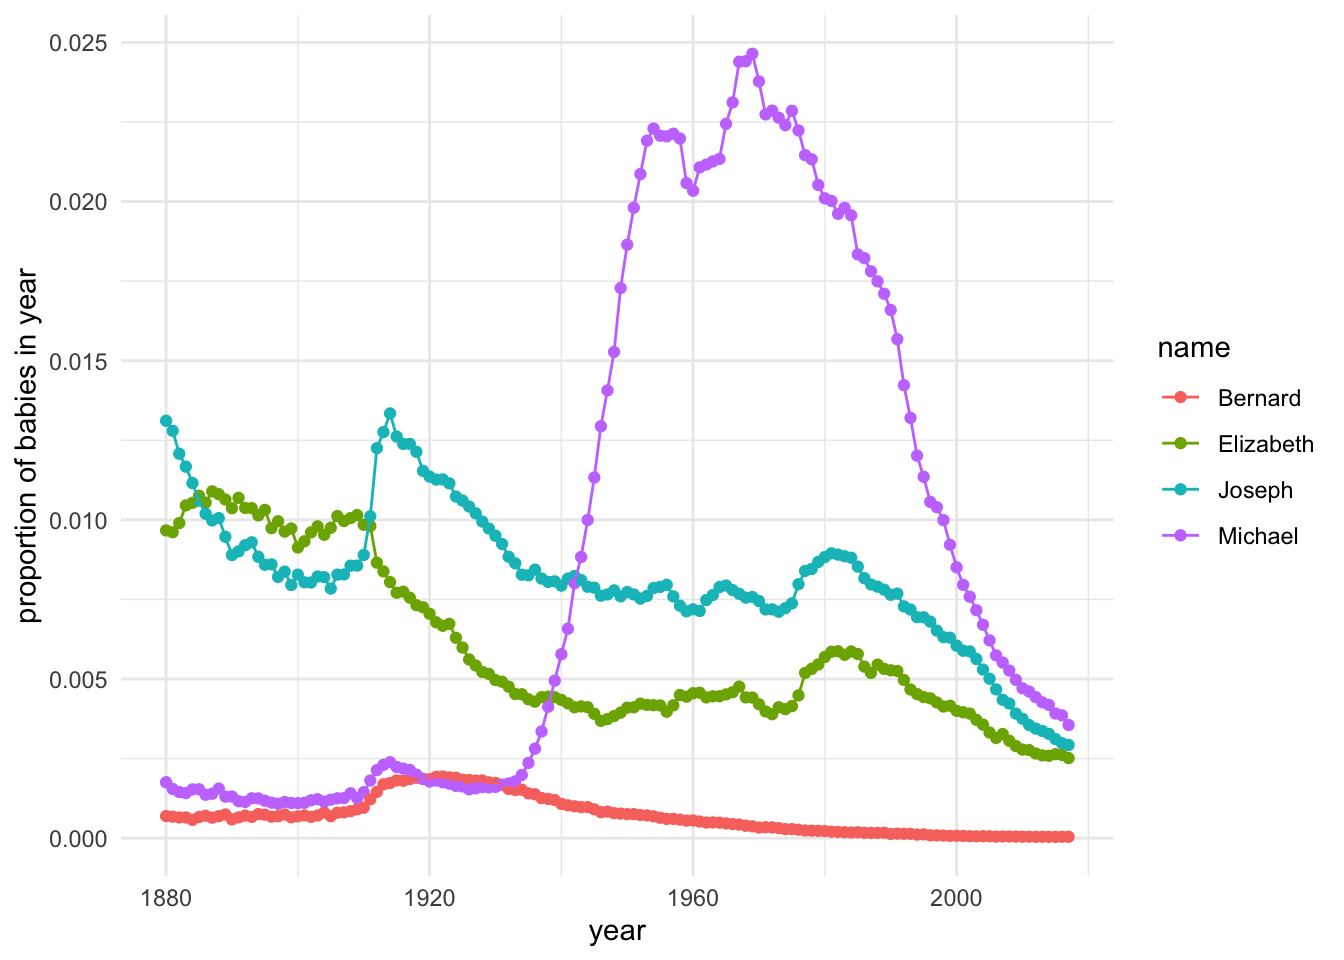 0.025
0.020
0.015
0.010
0.005
0.000
proportion of babies in year
1880 1920 1960 2000
year
name
Bernard
Elizabeth
Joseph
Michael